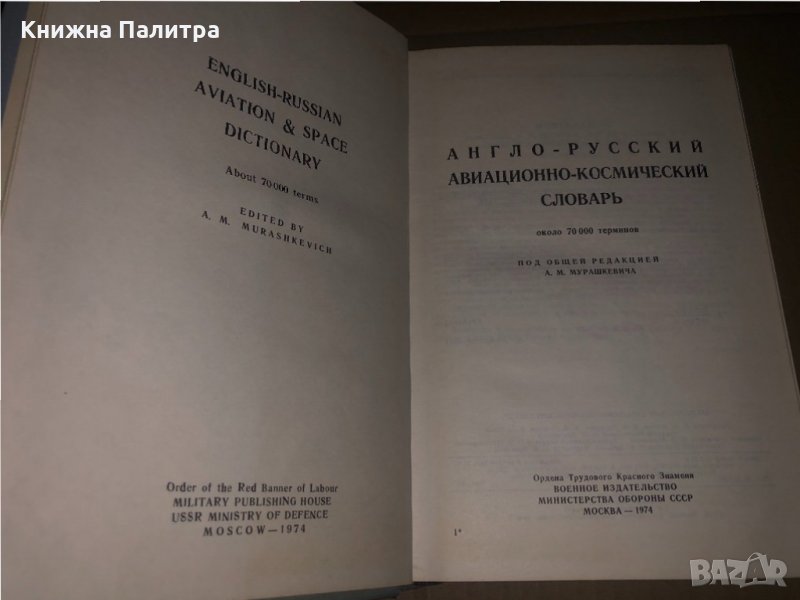 Книжна Палитра
ENGLISH-RUSSIAN
AVIATION & SPACE
DICTIONARY
About 70 000 terms
EDITED BY
A. M. MURASHKEVICH
Order of the Red Banner of Labour
MILITARY PUBLISHING HOUSE
USSR MINISTRY OF DEFENCE
MOSCOW—1974
АНГЛО-РУССКИЙ
АВИАЦИОННО-КОСМИЧЕСКИЙ
СЛОВАРЬ
около 70 000 терминов
ПОД ОБЩЕЙ РЕДАКЦИЕЙ
А. М. МУРАШКЕВИЧА
Ордена Трудового Красного Знамени
ВОЕННОЕ ИЗДАТЕЛЬСТВО
МИНИСТЕРСТВА ОБОРОНЫ СССР
МОСКВА—1974
1*
BAZAR